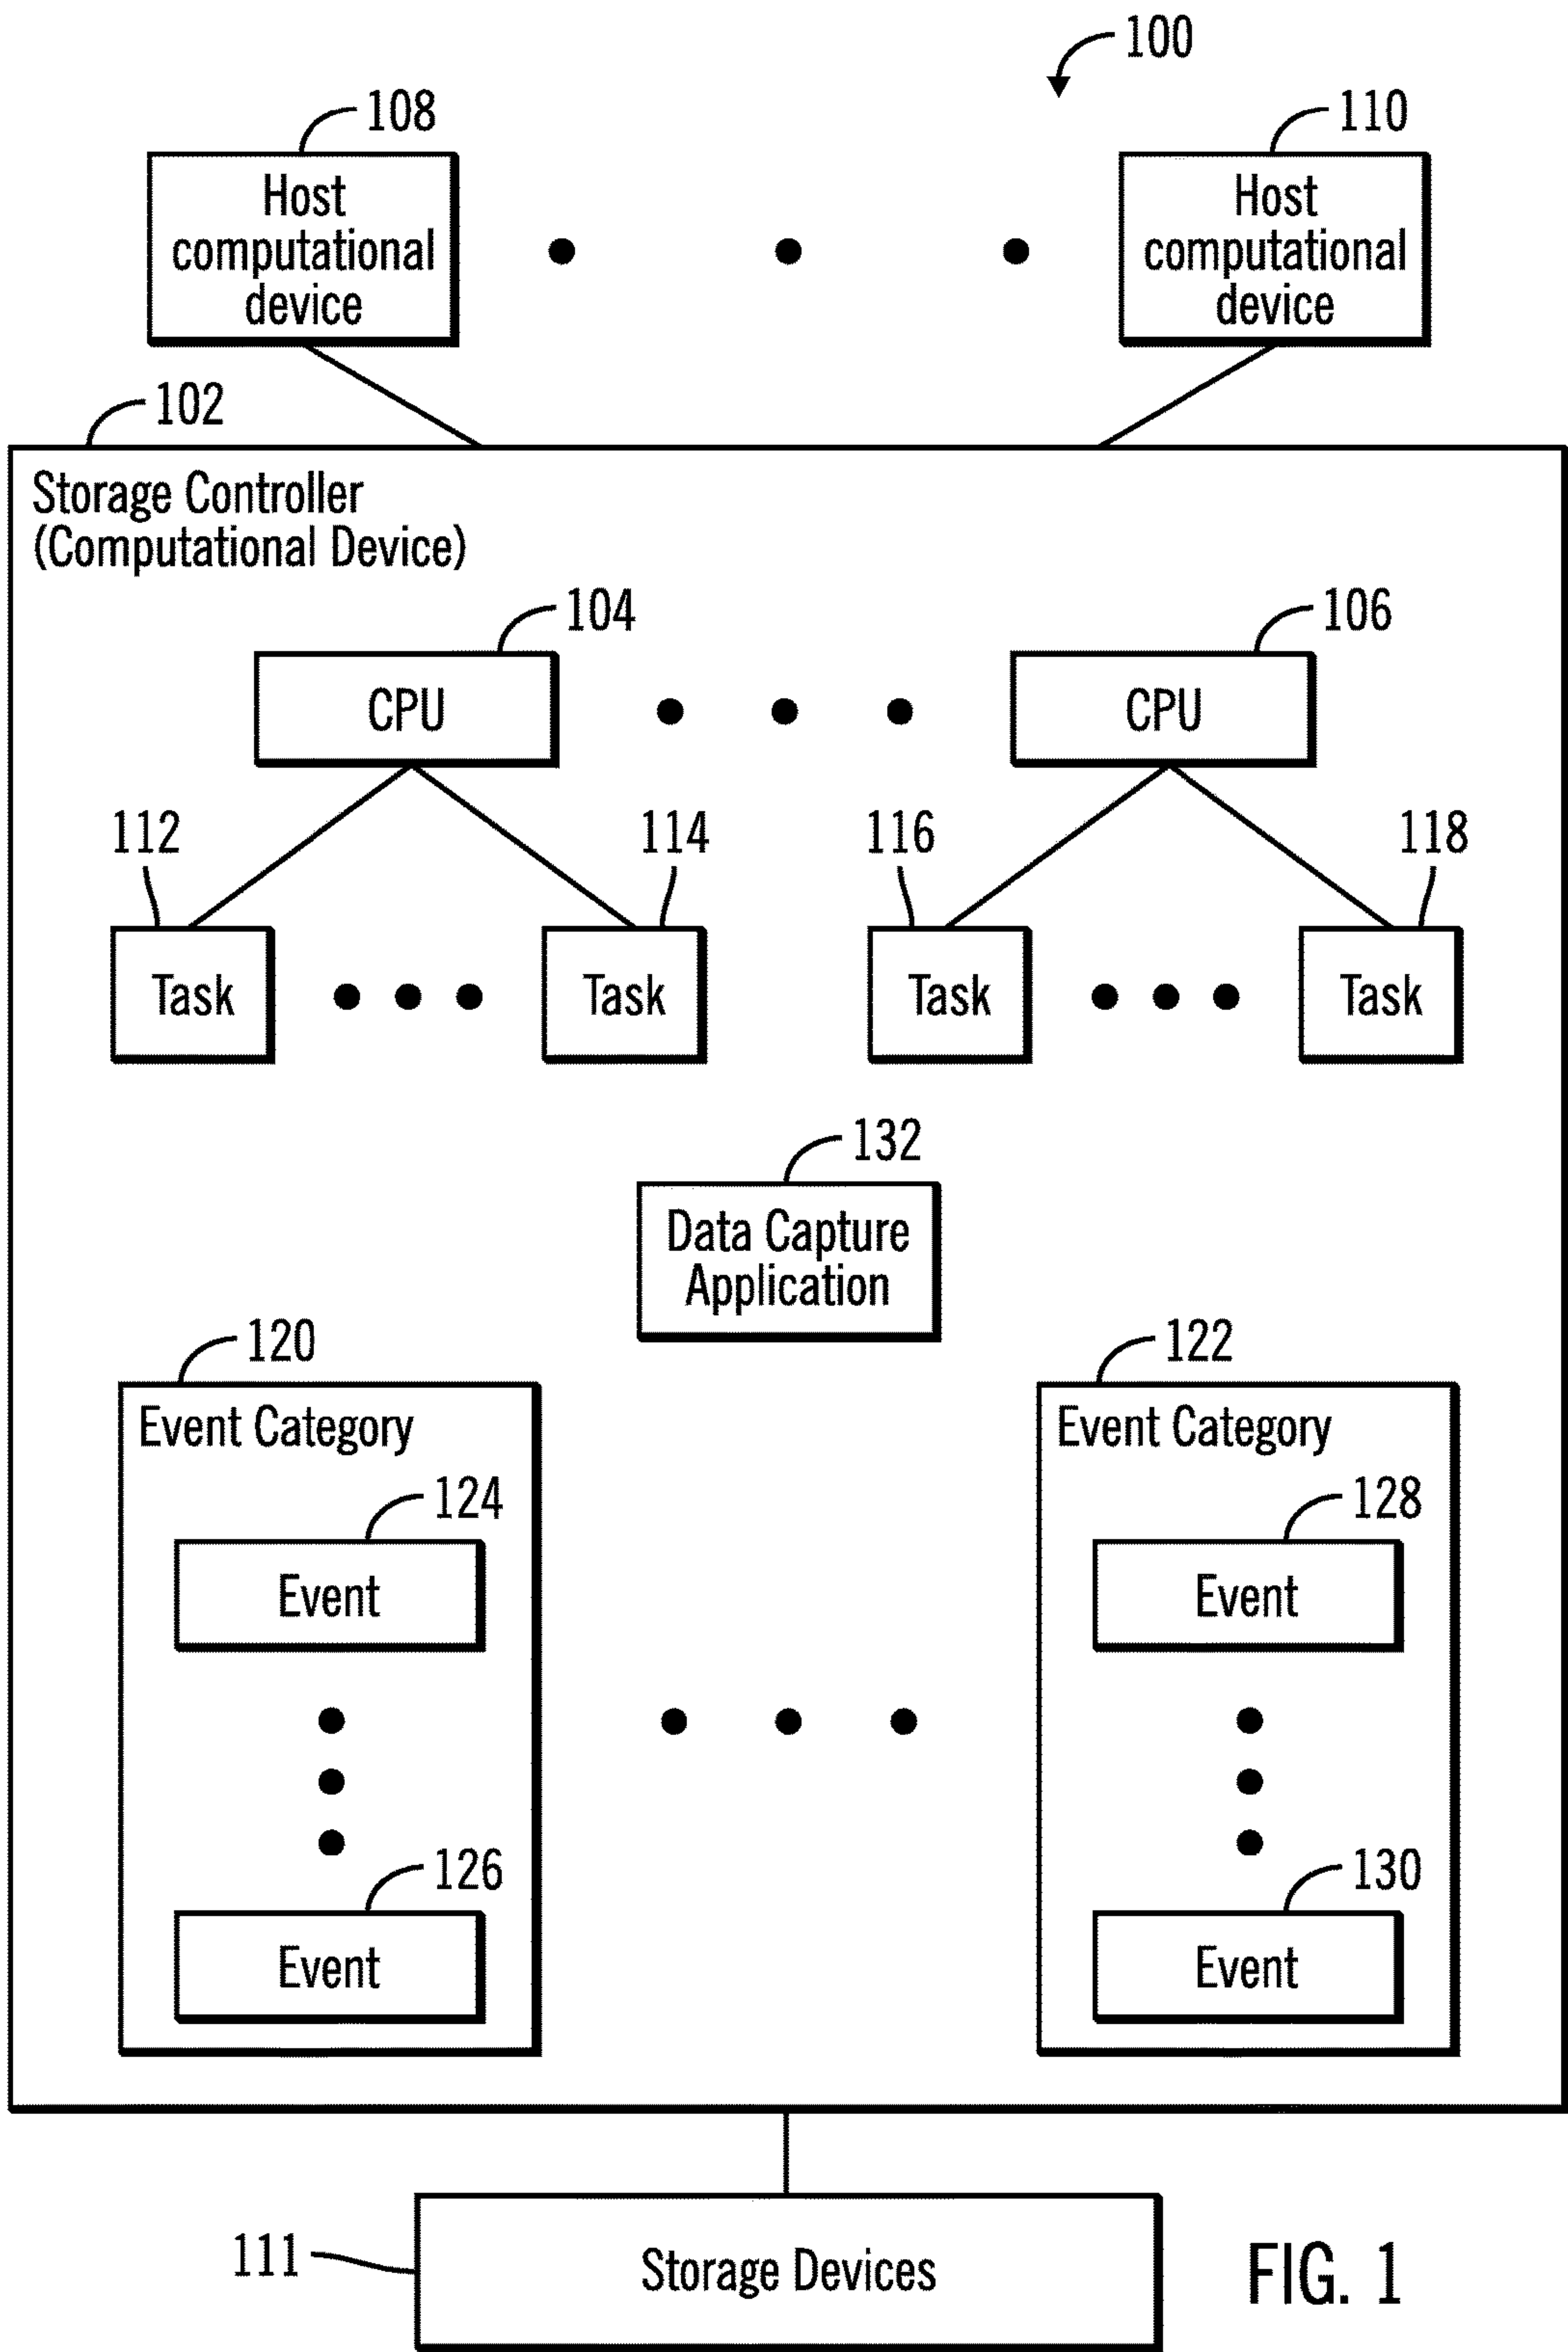 100
108
110
Host
computational
device
Host
computational
device
102
Storage Controller
(Computational Device)
104
106
CPU
CPU
112
114
116
118
Task
Task
Task
Task
132
Data Capture
Application
120
122
Event Category
Event Category
124
128
Event
Event
126
130
Event
Event
111
Storage Devices
FIG. 1